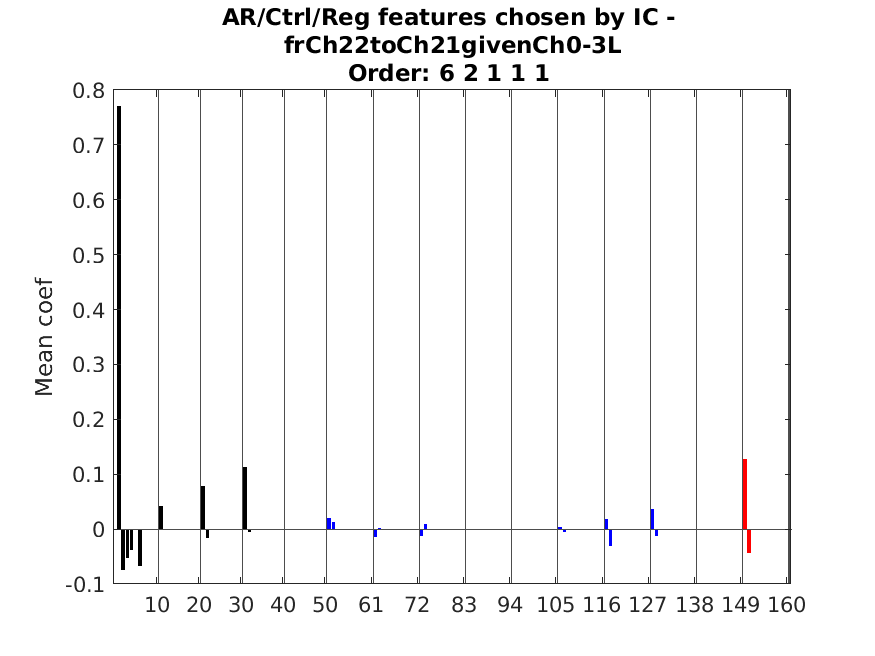 AR/Ctrl/Reg features chosen by IC -
frCh22toCh21givenCh0-3L
Order: 6 2 1 1 1
0.8
0.7
0.6
0.5
0.4
0.3
0.2
0.1
0
-0.1
Mean coef
10 20 30 40 50 61 72 83 94 105 116 127 138 149 160